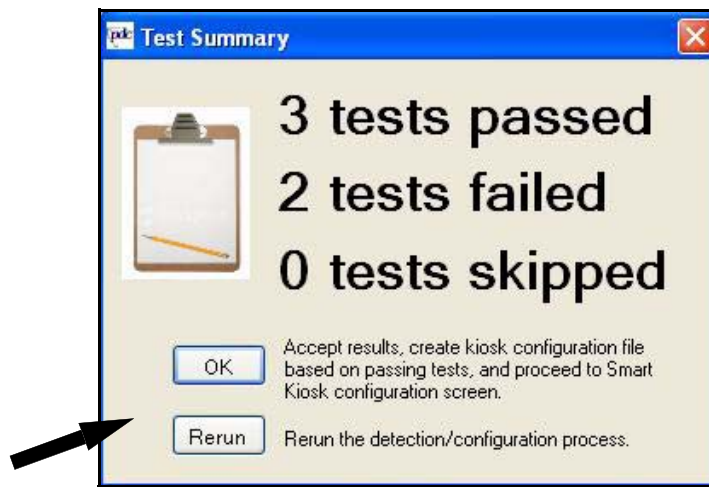 pdc Test Summary
3 tests passed
2 tests failed
0 tests skipped
OK
Accept results, create kiosk configuration file
based on passing tests, and proceed to Smart
Kiosk configuration screen.
Rerun
Rerun the detection/configuration process.